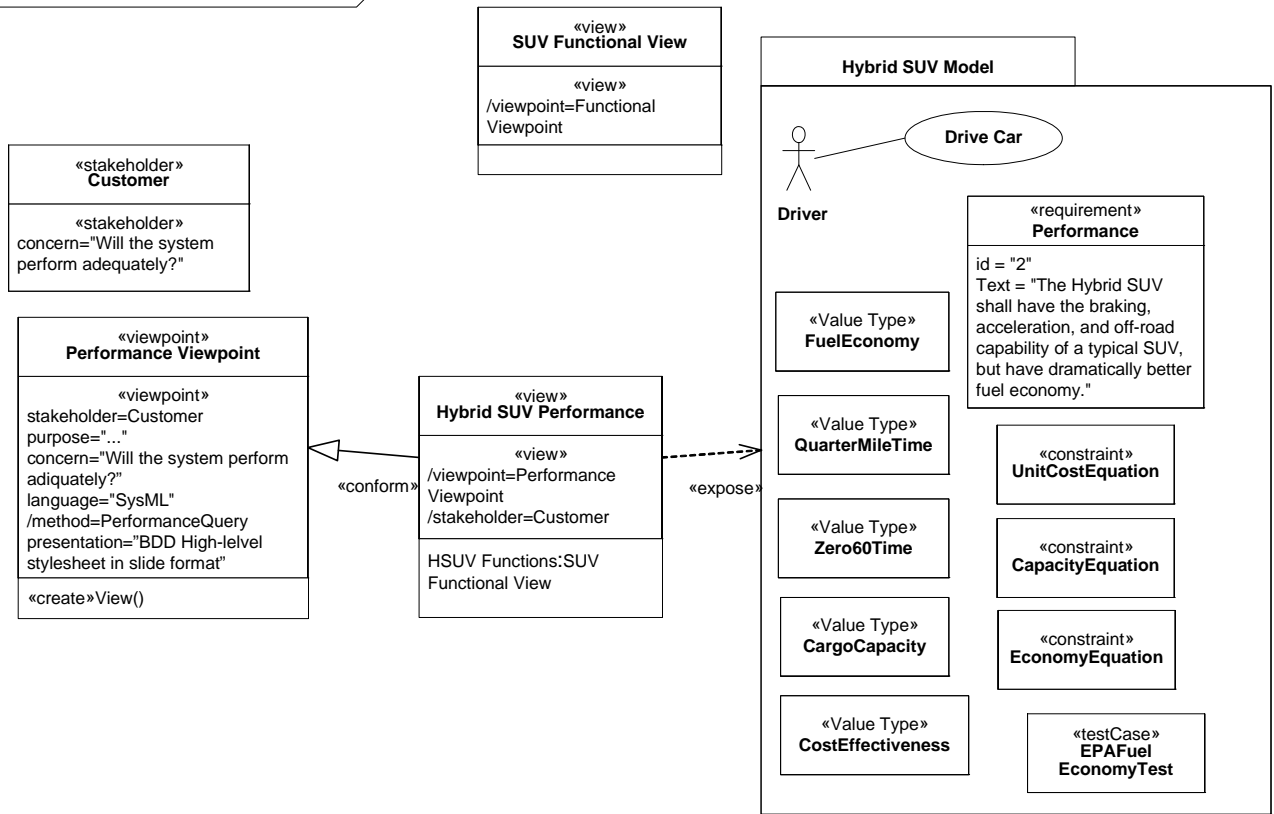 «view»
SUV Functional View
«view»
/viewpoint=Functional
Viewpoint
«stakeholder»
Customer
«stakeholder»
concern="Will the system
perform adequately?"
«viewpoint»
Performance Viewpoint
«viewpoint»
stakeholder=Customer
purpose="..."
concern="Will the system perform
adiquately?”
language="SysML"
/method=PerformanceQuery
presentation=”BDD High-lelvel
stylesheet in slide format”
«create»View()
«conform»
«view»
Hybrid SUV Performance
«view»
/viewpoint=Performance
Viewpoint
/stakeholder=Customer
HSUV Functions:SUV
Functional View
«expose»
Hybrid SUV Model
Drive Car
Driver
«requirement»
Performance
id = "2"
Text = "The Hybrid SUV
shall have the braking,
acceleration, and off-road
capability of a typical SUV,
but have dramatically better
fuel economy."
«Value Type»
FuelEconomy
«Value Type»
QuarterMileTime
«Value Type»
Zero60Time
«Value Type»
CargoCapacity
«Value Type»
CostEffectiveness
«constraint»
UnitCostEquation
«constraint»
CapacityEquation
«constraint»
EconomyEquation
«testCase»
EPAFuel
EconomyTest